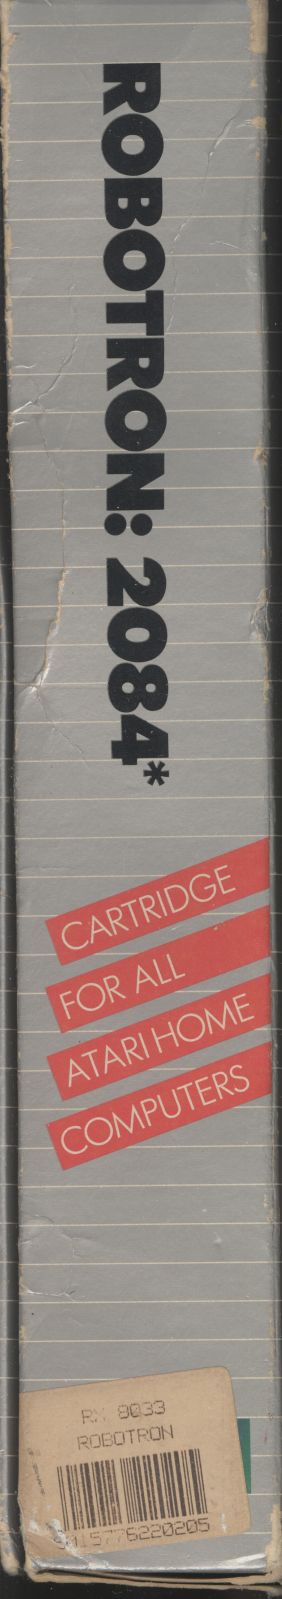 ROBOTRON: 2084*
CARTRIDGE
FOR ALL
ATARI HOME
COMPUTERS
RX 8033
ROBOTRON